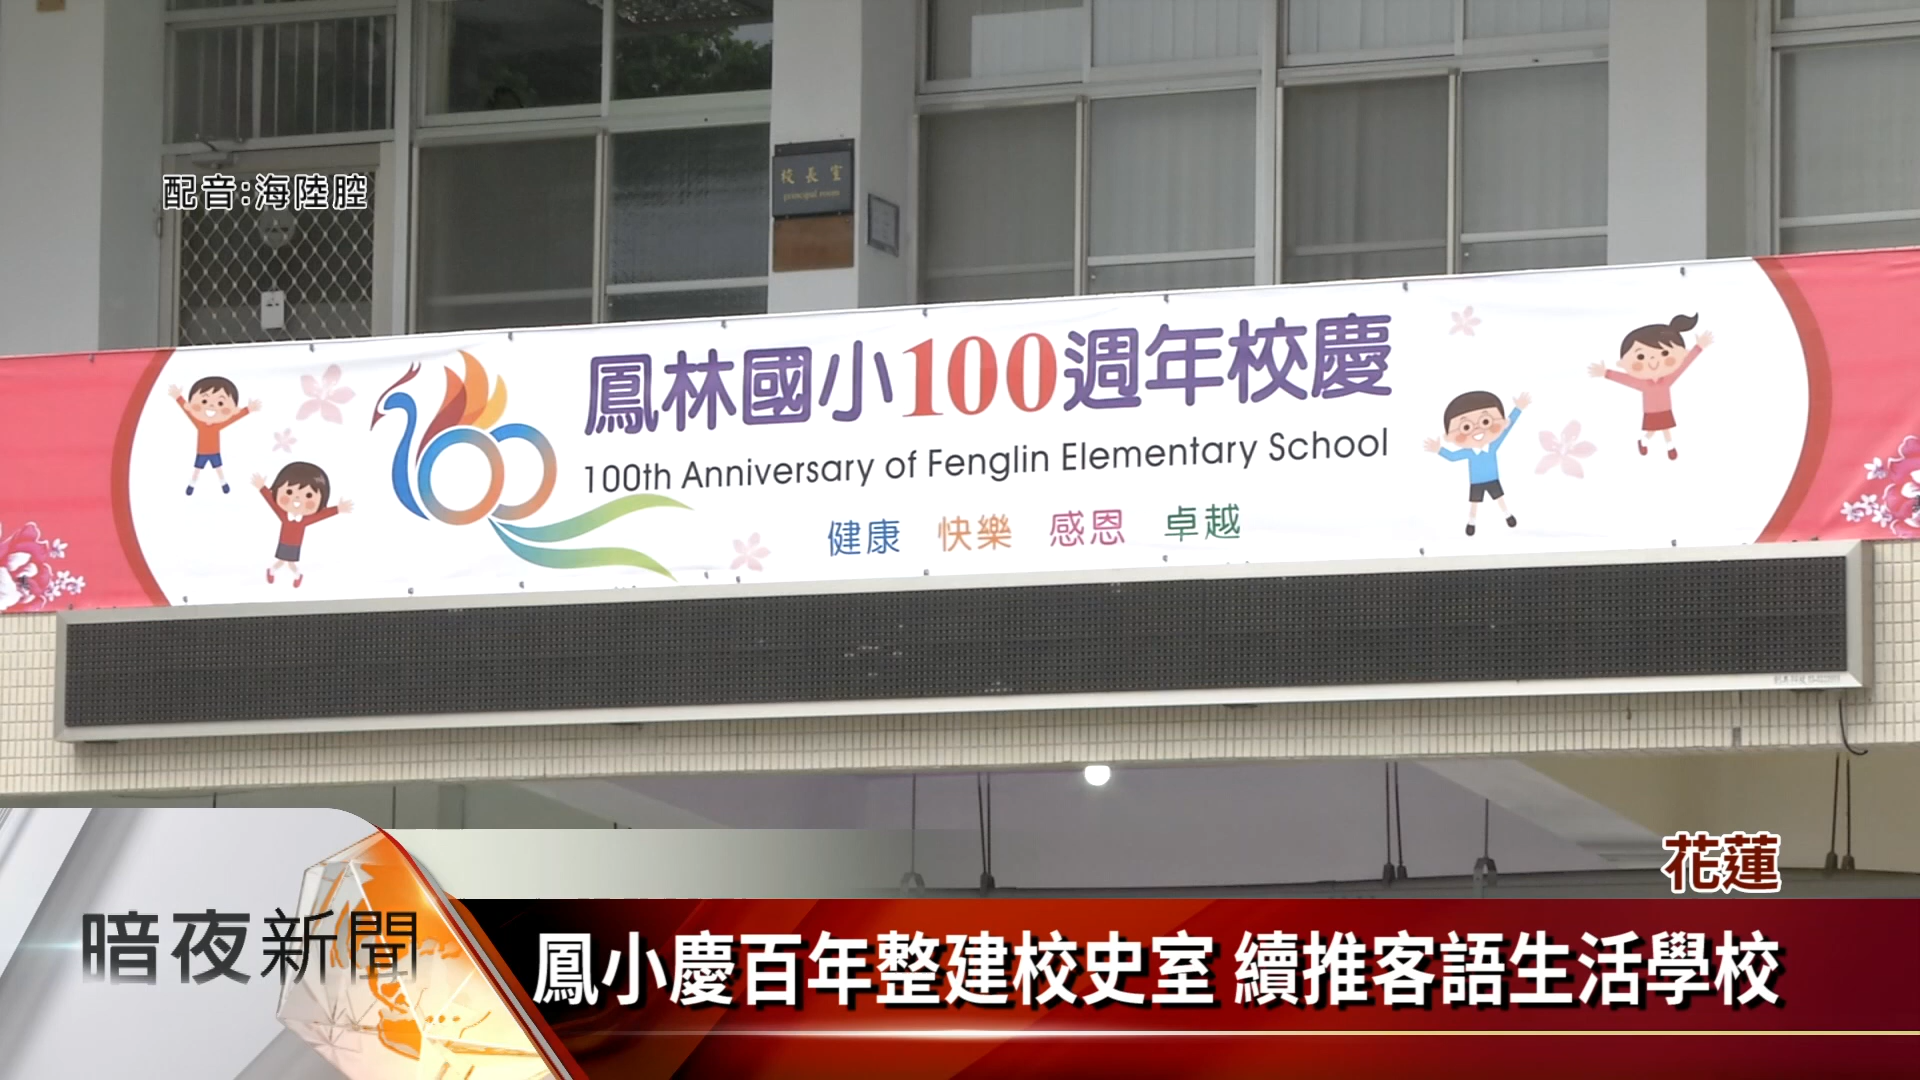 校長室
principal room
配音:海陸腔
鳳林國小100週年校慶
100th Anniversary of Fenglin Elementary School
健康 快樂 感恩 卓越
花蓮
暗夜新聞
鳳小慶百年整建校史室 續推客語生活學校